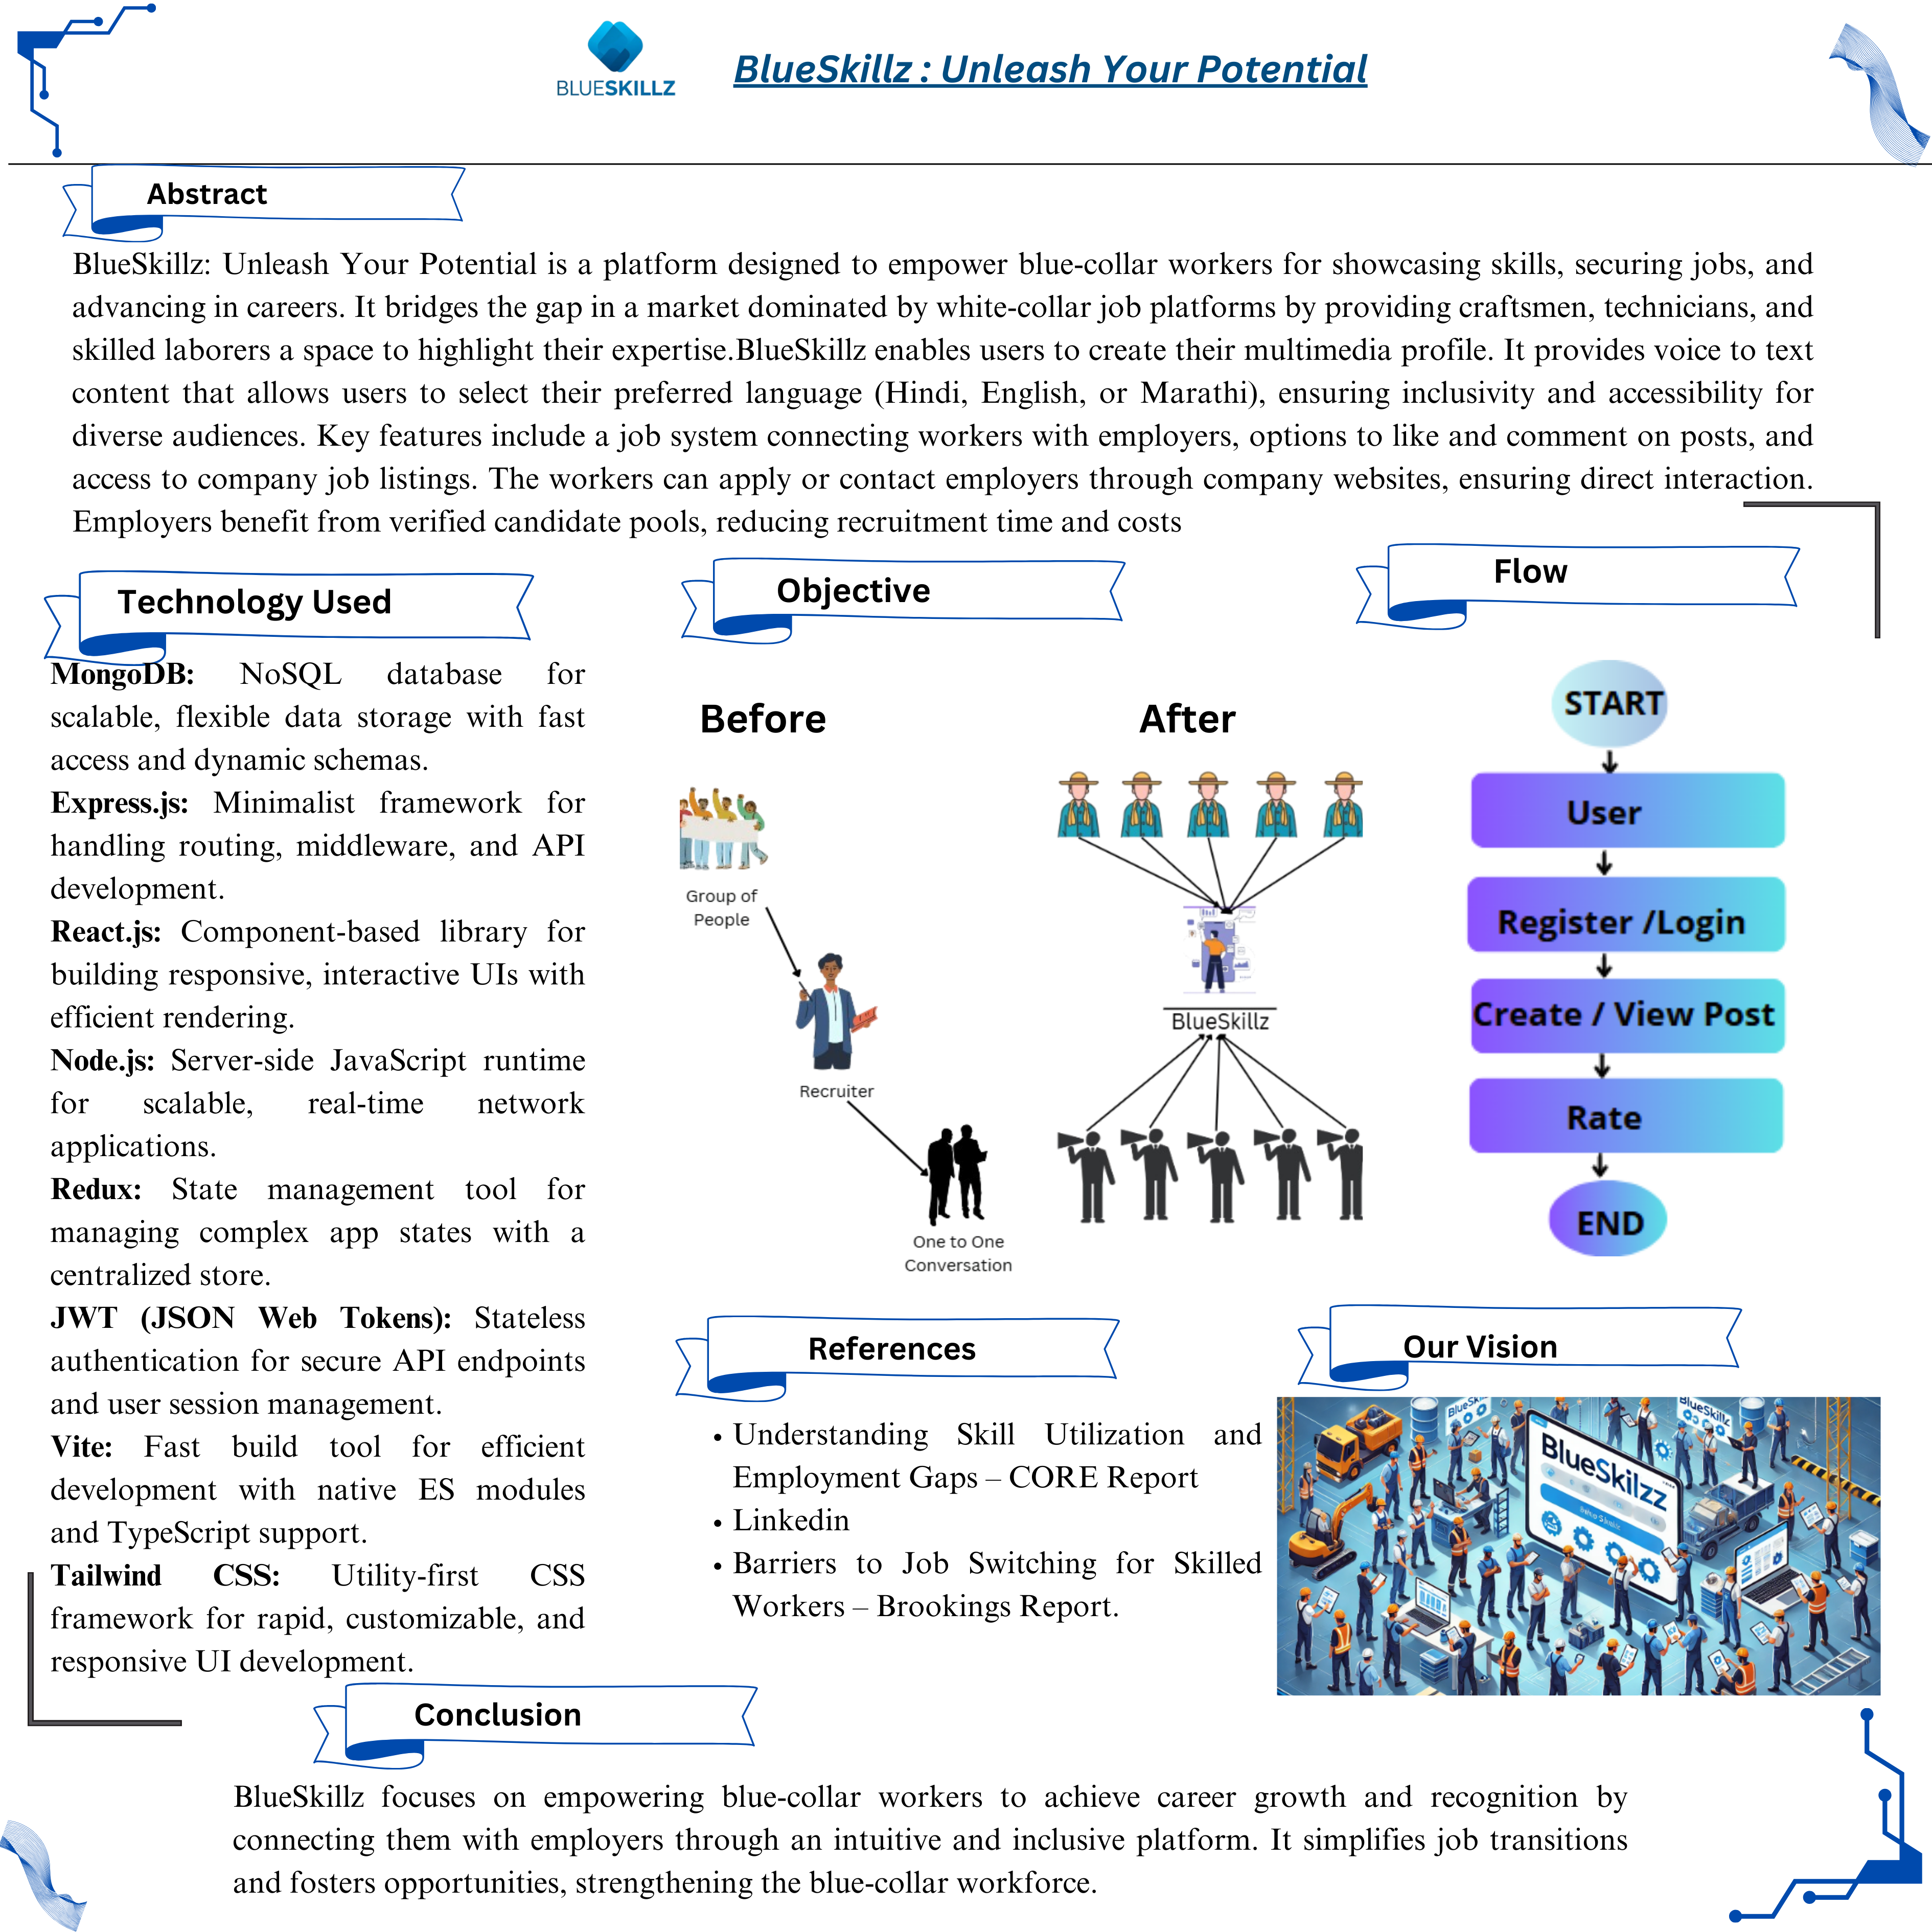 BLUESKILLZ
BlueSkillz : Unleash Your Potential
Abstract
BlueSkillz: Unleash Your Potential is a platform designed to empower blue-collar workers for showcasing skills, securing jobs, and
advancing in careers. It bridges the gap in a market dominated by white-collar job platforms by providing craftsmen, technicians, and
skilled laborers a space to highlight their expertise.BlueSkillz enables users to create their multimedia profile. It provides voice to text
content that allows users to select their preferred language (Hindi, English, or Marathi), ensuring inclusivity and accessibility for
diverse audiences. Key features include a job system connecting workers with employers, options to like and comment on posts, and
access to company job listings. The workers can apply or contact employers through company websites, ensuring direct interaction.
Employers benefit from verified candidate pools, reducing recruitment time and costs
Technology Used
MongoDB: NoSQL database for
scalable, flexible data storage with fast
access and dynamic schemas.
Express.js: Minimalist framework for
handling routing, middleware, and API
development.
React.js: Component-based library for
building responsive, interactive UIs with
efficient rendering.
Node.js: Server-side JavaScript runtime
for scalable, real-time network
applications.
Redux: State management tool for
managing complex app states with a
centralized store.
JWT (JSON Web Tokens): Stateless
authentication for secure API endpoints
and user session management.
Vite: Fast build tool for efficient
development with native ES modules
and TypeScript support.
Tailwind CSS: Utility-first CSS
framework for rapid, customizable, and
responsive UI development.
Objective
Before
Group of
People
Recruiter
One to One
Conversation
After
BlueSkillz
Flow
START
User
Register /Login
Create / View Post
Rate
END
References
• Understanding Skill Utilization and
Employment Gaps – CORE Report
• Linkedin
• Barriers to Job Switching for Skilled
Workers – Brookings Report.
Our Vision
BlueSkilzz
Conclusion
BlueSkillz focuses on empowering blue-collar workers to achieve career growth and recognition by
connecting them with employers through an intuitive and inclusive platform. It simplifies job transitions
and fosters opportunities, strengthening the blue-collar workforce.